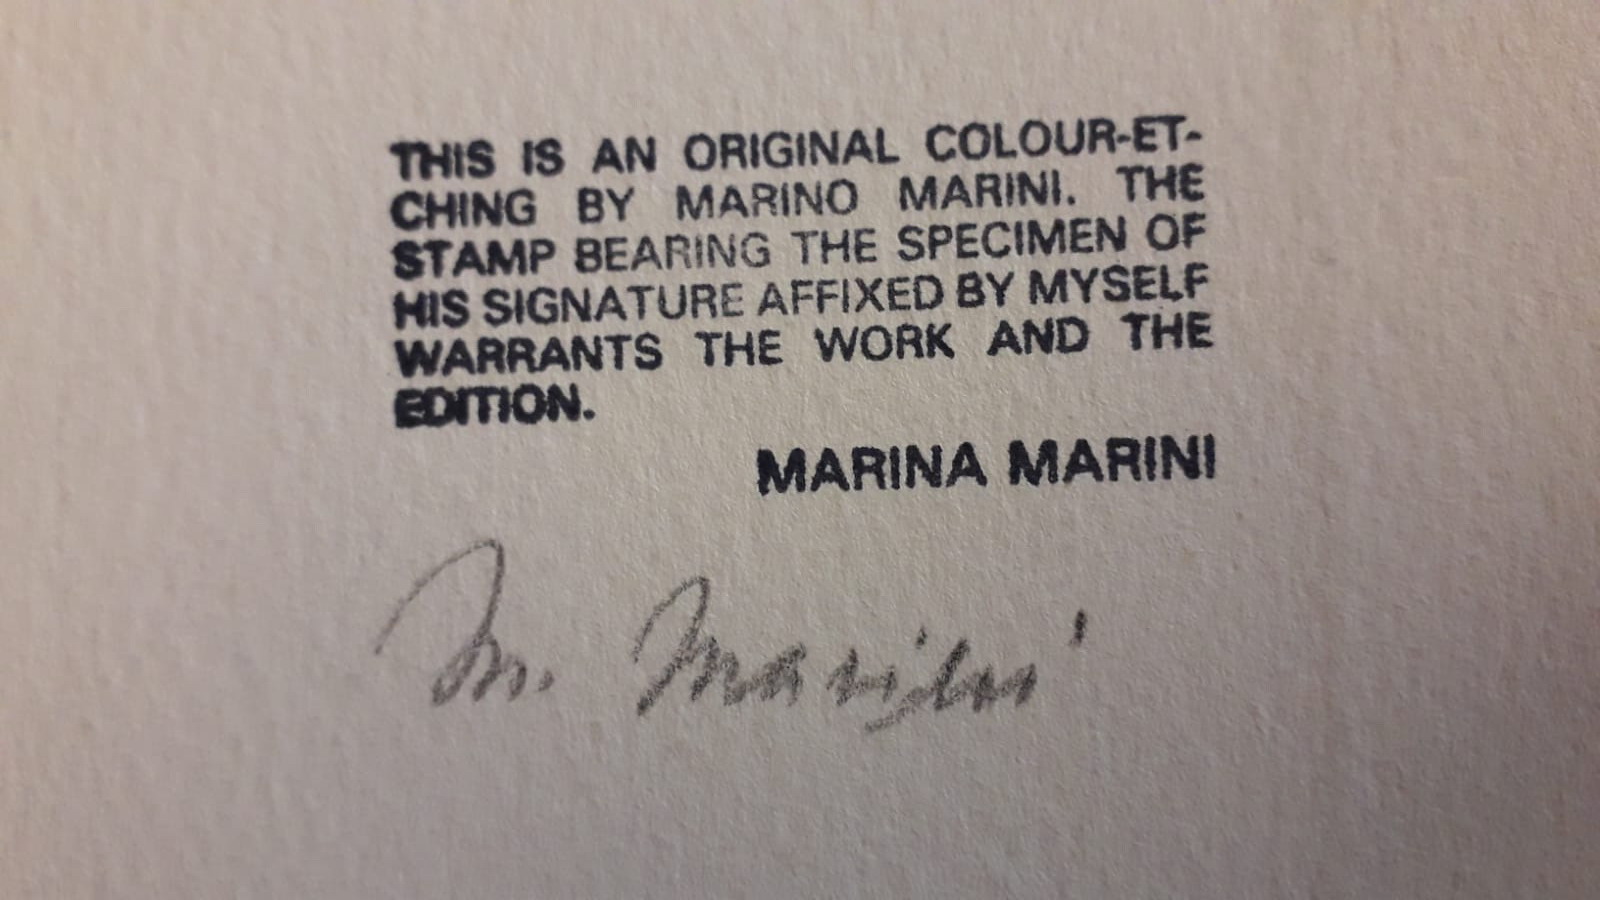 THIS IS AN ORIGINAL COLOUR-ET-
CHING BY MARINO MARINI. THE
STAMP BEARING THE SPECIMEN OF
HIS SIGNATURE AFFIXED BY MYSELF
WARRANTS THE WORK AND THE
EDITION.
MARINA MARINI
M. Marini